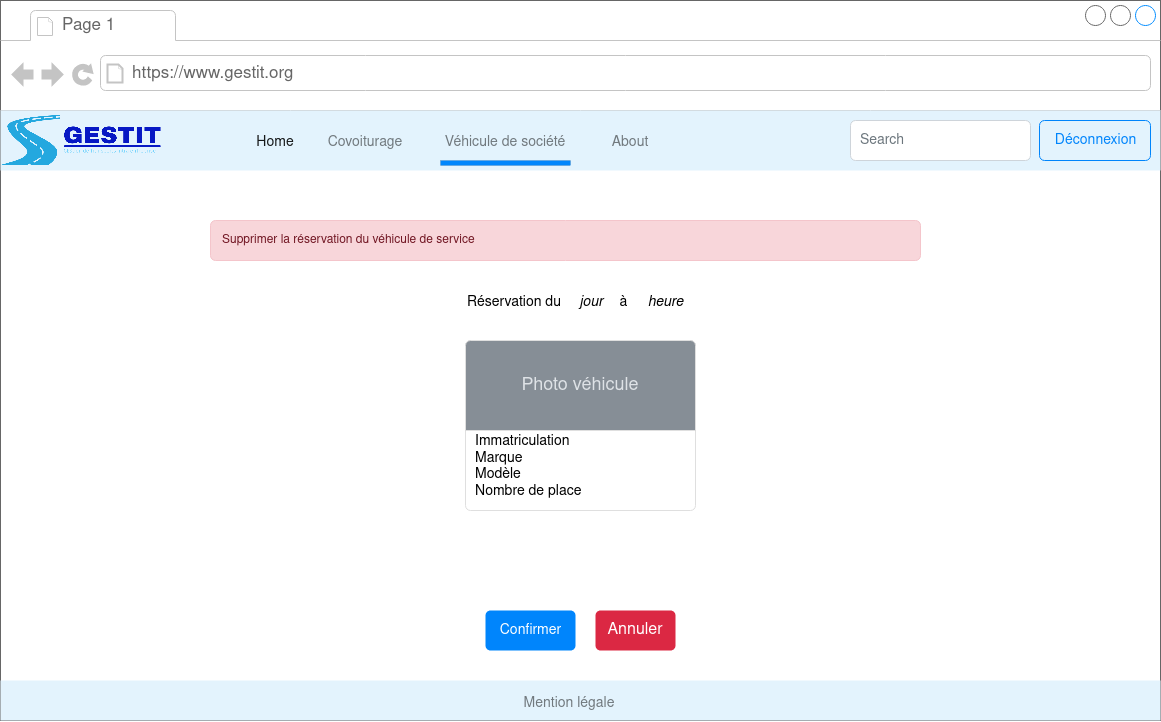 Page 1
https://www.gestit.org
GESTIT
Home Covoiturage Véhicule de société About Search Déconnexion
Supprimer la réservation du véhicule de service
Réservation du jour à heure
Photo véhicule
Immatriculation
Marque
Modèle
Nombre de place
Confirmer Annuler
Mention légale